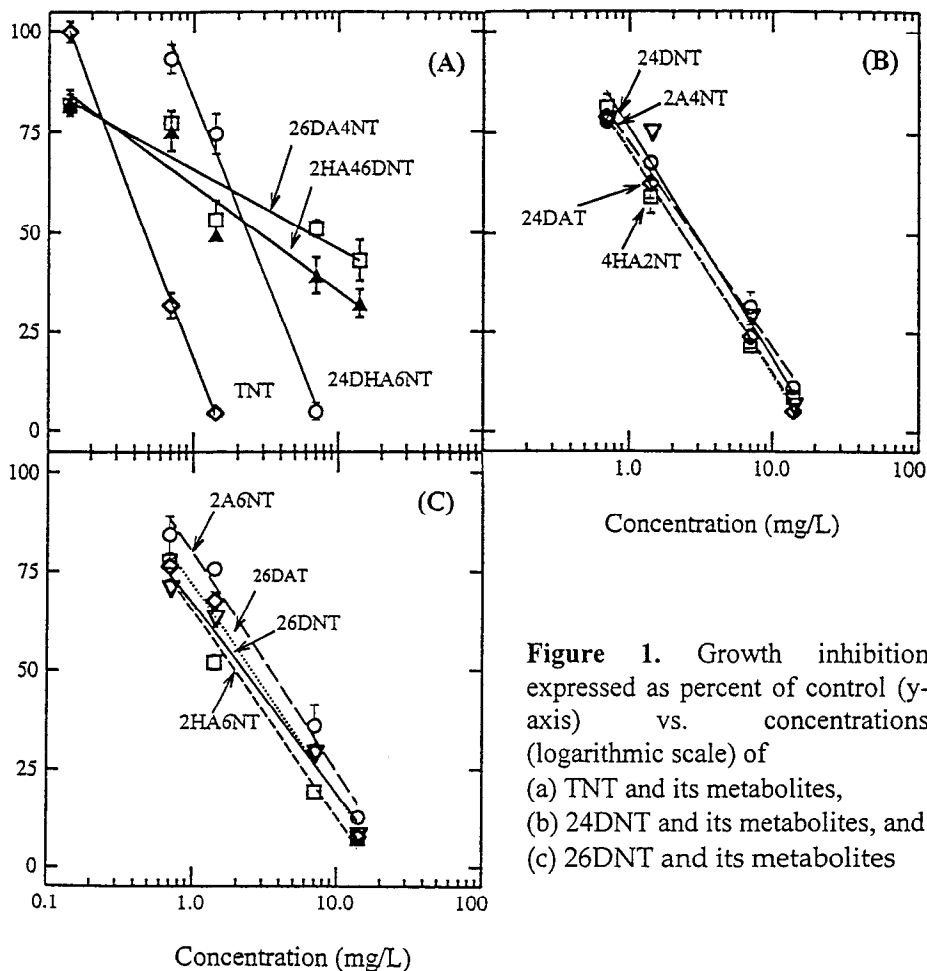 100
75
50
25
0
(A)
26DA4NT
2HA46DNT
TNT
24DHA6NT
(B)
24DNT
2A4NT
24DAT
4HA2NT
1.0
10.0
100
Concentration (mg/L)
100
75
50
25
0
(C)
2A6NT
26DAT
26DNT
2HA6NT
0.1
1.0
10.0
100
Concentration (mg/L)
Figure 1. Growth inhibition
expressed as percent of control (y-
axis) vs. concentrations
(logarithmic scale) of
(a) TNT and its metabolites,
(b) 24DNT and its metabolites, and
(c) 26DNT and its metabolites